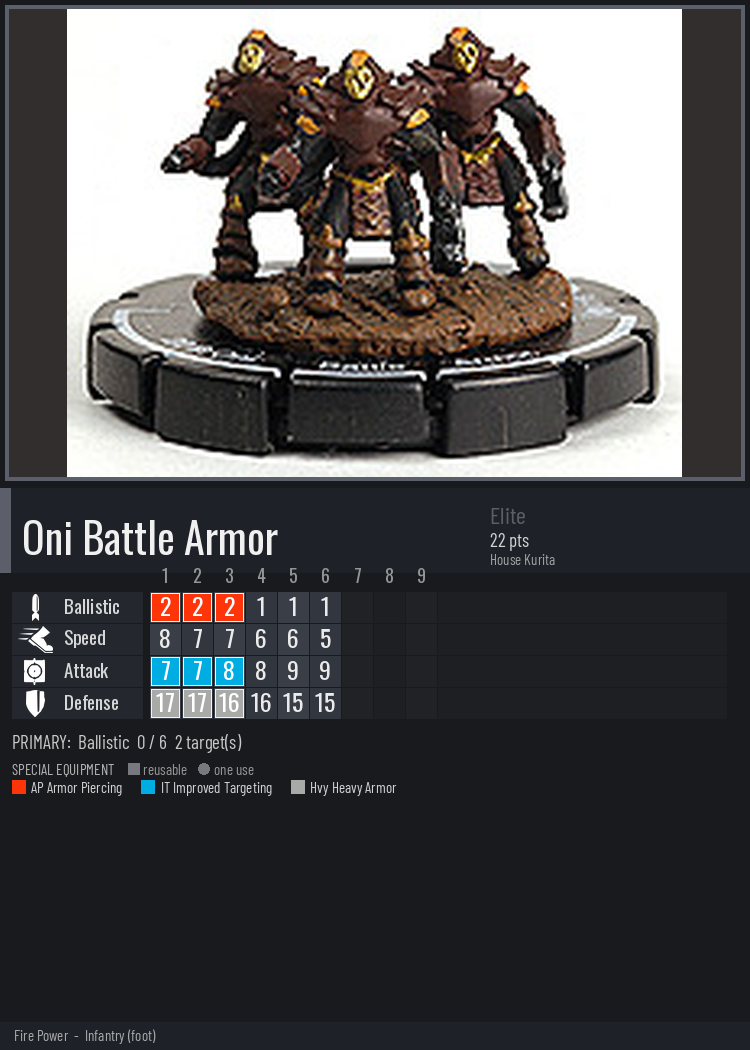 Oni Battle Armor
Elite
22 pts
House Kurita
1 2 3 4 5 6 7 8 9
Ballistic 2 2 2 1 1 1
Speed 8 7 7 6 6 5
Attack 7 7 8 8 9 9
Defense 17 17 16 16 15 15
PRIMARY: Ballistic 0 / 6 2 target(s)
SPECIAL EQUIPMENT reusable one use
AP Armor Piercing IT Improved Targeting Hvy Heavy Armor
Fire Power - Infantry (foot)